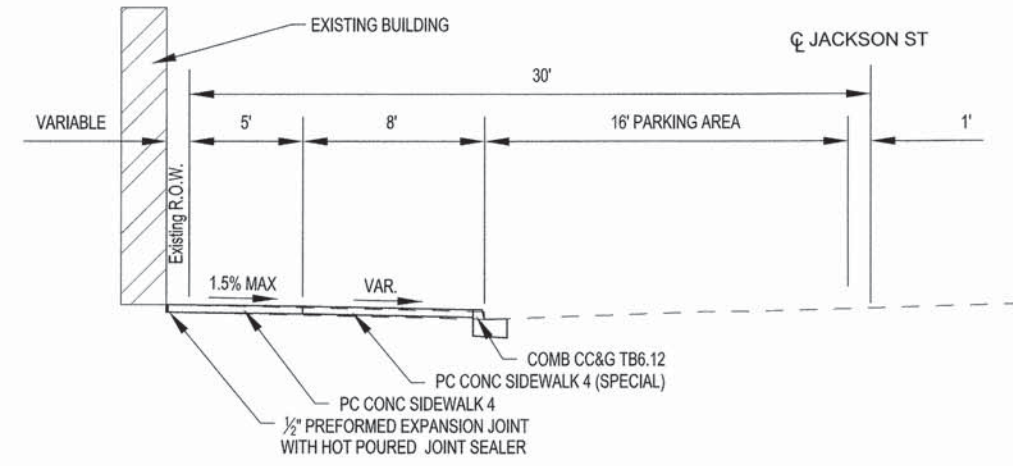 EXISTING BUILDING
℄ JACKSON ST
30'
VARIABLE
5'
8'
16' PARKING AREA
1'
Existing R.O.W.
1.5% MAX
VAR.
COMB CC&G TB6.12
PC CONC SIDEWALK 4 (SPECIAL)
PC CONC SIDEWALK 4
½" PREFORMED EXPANSION JOINT
WITH HOT POURED JOINT SEALER